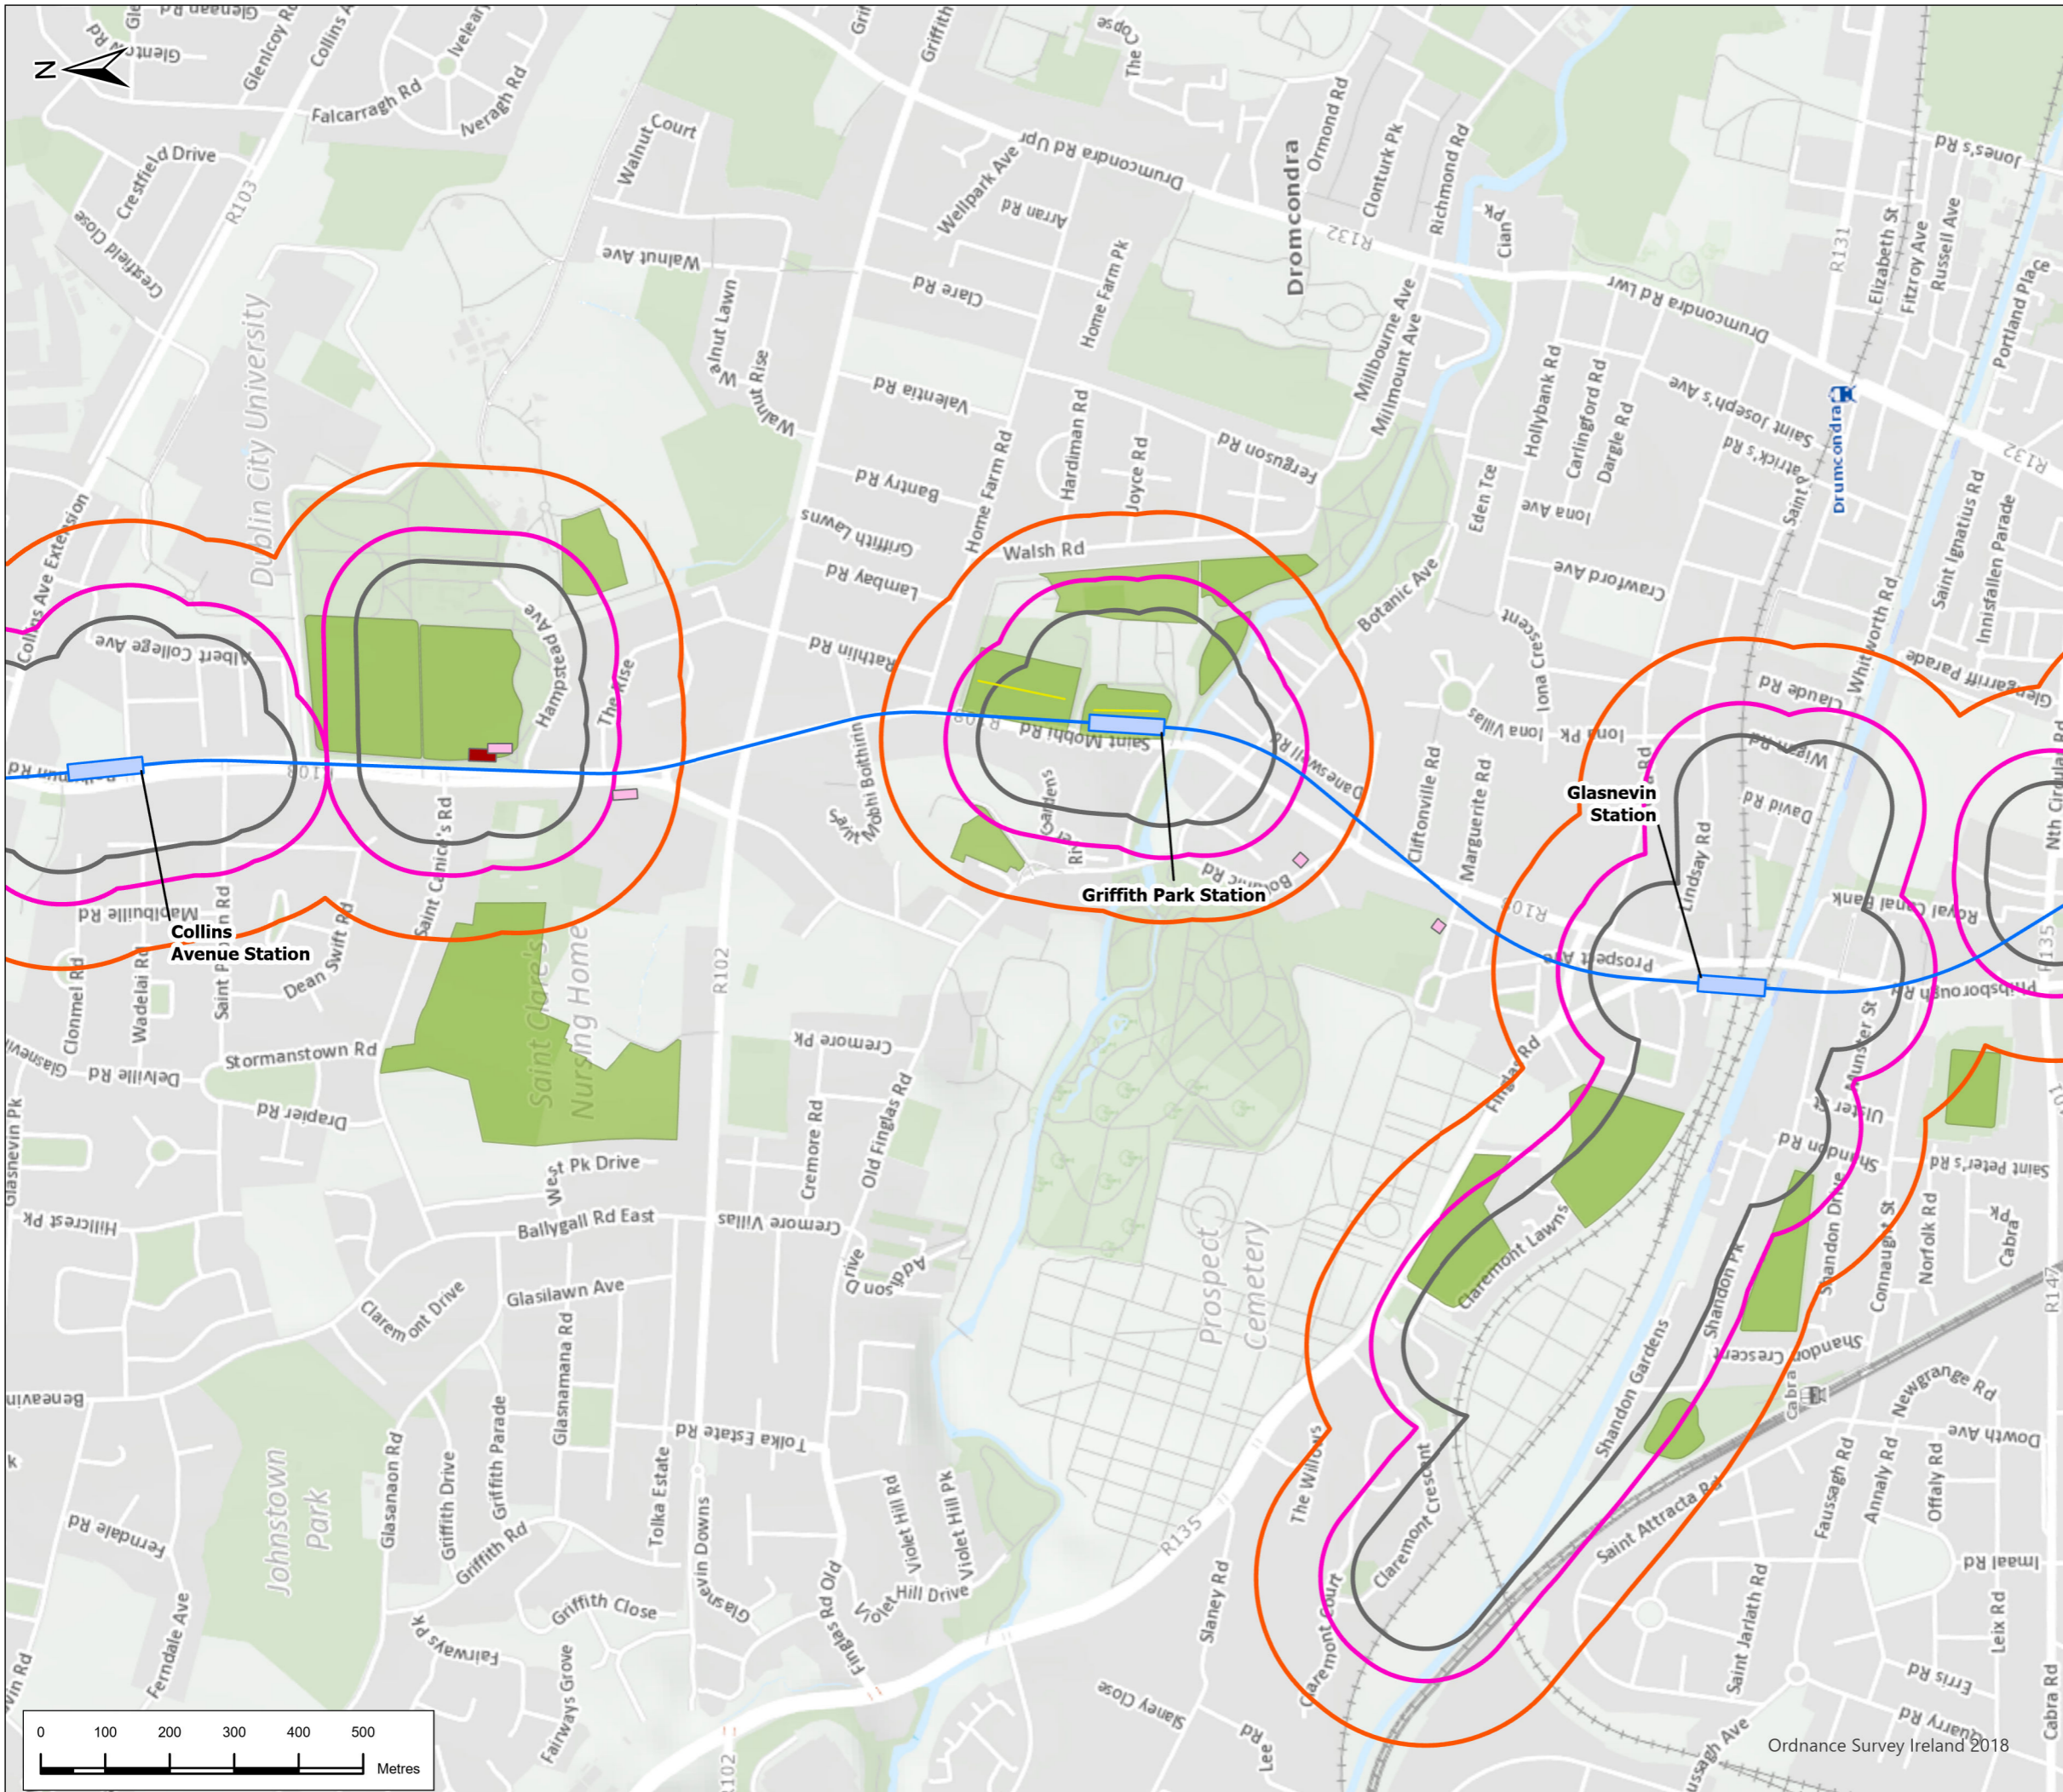 N
Glenaan Rd
Glenlcoy Rd
Iveleary
Griffith
The Copse
Falcarragh Rd
Iveragh Rd
Crestfield Drive
R103
Crestfield Close
Walnut Court
Wellpark Ave
Drumcondra Rd Upr
Ormond Rd
Clonturk Pk
Richmond Rd
Jones's Rd
Dromcondra
Arran Rd
R132
Cian Pk
R131
Elizabeth St
Fitzroy Ave
Russell Ave
Portland Place
Walnut Ave
Walnut Lawn
Walnut Rise
Clare Rd
Home Farm Pk
Millbourne Ave
Millmount Ave
Drumcondra Rd Lwr
Dublin City University
Valentia Rd
Hardiman Rd
Joyce Rd
Ferguson Rd
Hollybank Rd
Carlingford Rd
Dargle Rd
Saint Joseph's Ave
Drumcondra
R132
Bantry Rd
Home Farm Rd
Griffith Lawns
Lambay Rd
Rathlin Rd
Walsh Rd
Eden Tce
Iona Ave
Crawford Ave
Botanic Ave
Saint Ignatius Rd
Innisfallen Parade
Whitworth Rd
Glengarriff Parade
Collins Ave Extension
Albert College Ave
Hampstead Ave
The Rise
Iona Crescent
Iona Villas
Iona Pk
Claude Rd
Wigan Rd
David Rd
R108
Saint Mobhi Rd
Daneswell Rd
Cliftonville Rd
Marguerite Rd
Glasnevin
Station
Lindsay Rd
Royal Canal Bank
Nth Circular Rd
Griffith Park Station
Collins
Avenue Station
Saint Canice's Rd
Botanic Rd
R108
Prospect Ave
Phibsborough Rd
R135
Clonmel Rd
Wadelai Rd
Dean Swift Rd
Saint Clare's
Nursing Home
R102
Stormanstown Rd
Delville Rd
Drapier Rd
Cremore Pk
Cremore Rd
Old Finglas Rd
Finglas Rd
Munster St
Ulster St
Shandon Rd
Saint Peter's Rd
Glasnevin Pk
Hillcrest Pk
West Pk Drive
Ballygall Rd East
Cremore Villas
Addison Drive
Prospect
Cemetery
Claremont Lawns
Shandon Pk
Shandon Drive
Connaught St
Norfolk Rd
Cabra Pk
R147
Claremont Drive
Glasilawn Ave
Shandon Crescent
Shandon Gardens
Cabra
Newgrange Rd
Dowth Ave
Glasanaon Rd
Griffith Drive
Griffith Parade
Glasnamana Rd
Tolka Estate Rd
Tolka Estate
Johnstown
Park
Ferndale Rd
Ferndale Ave
Griffith Rd
Glasnevin Downs
Violet Hill Rd
Violet Hill Pk
Violet Hill Drive
Finglas Rd Old
R135
The Willows
Claremont Crescent
Claremont Court
Saint Attracta Rd
Faussagh Rd
Annaly Rd
Offaly Rd
Imaal Rd
Leix Rd
Saint Jarlath Rd
Erris Rd
Quarry Rd
Cabra Rd
Slaney Rd
Slaney Close
Lee Rd
Fairways Pk
Fairways Grove
Griffith Close
0 100 200 300 400 500
Metres
Ordnance Survey Ireland 2018